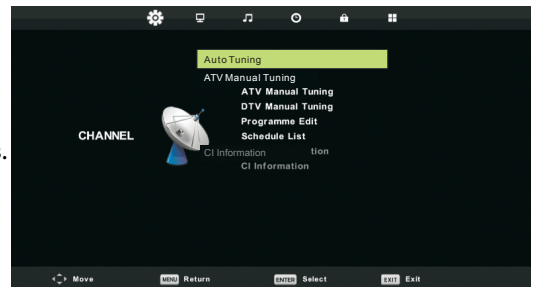 Auto Tuning
ATV Manual Tuning
ATV Manual Tuning
DTV Manual Tuning
Programme Edit
CHANNEL
Schedule List
CI Information tion
CI Information
Move MENU Return ENTER Select EXIT Exit